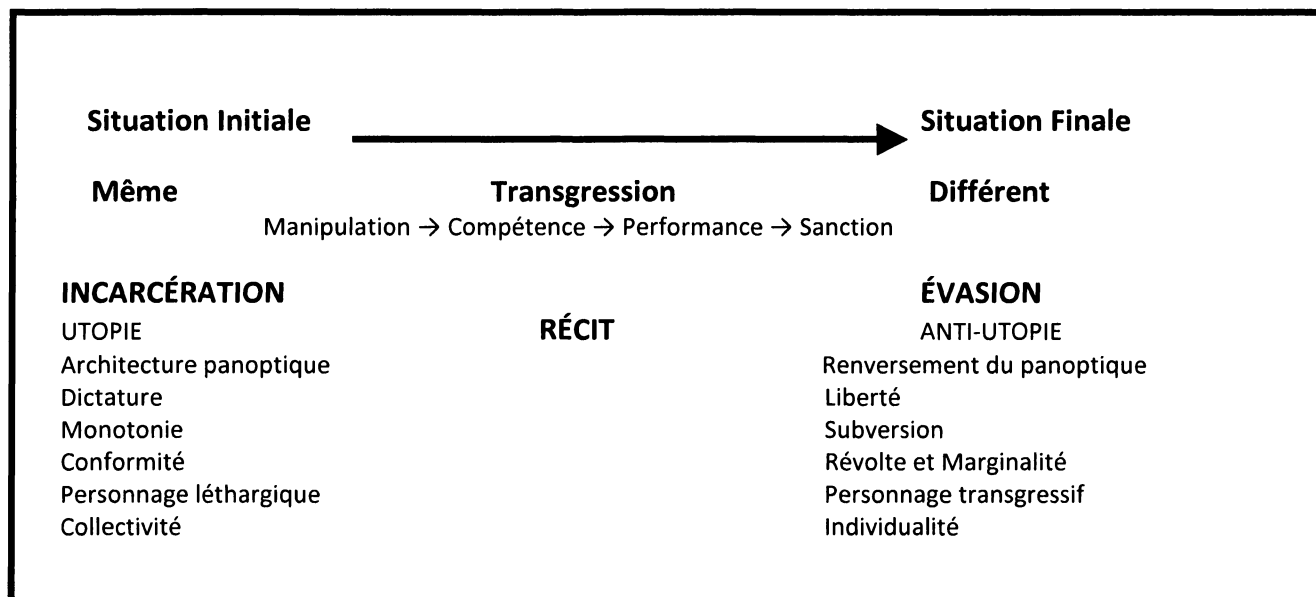 Situation Initiale Situation Finale
Même Transgression Différent
Manipulation → Compétence → Performance → Sanction
INCARCÉRATION ÉVASION
UTOPIE RÉCIT ANTI-UTOPIE
Architecture panoptique Renversement du panoptique
Dictature Liberté
Monotonie Subversion
Conformité Révolte et Marginalité
Personnage léthargique Personnage transgressif
Collectivité Individualité